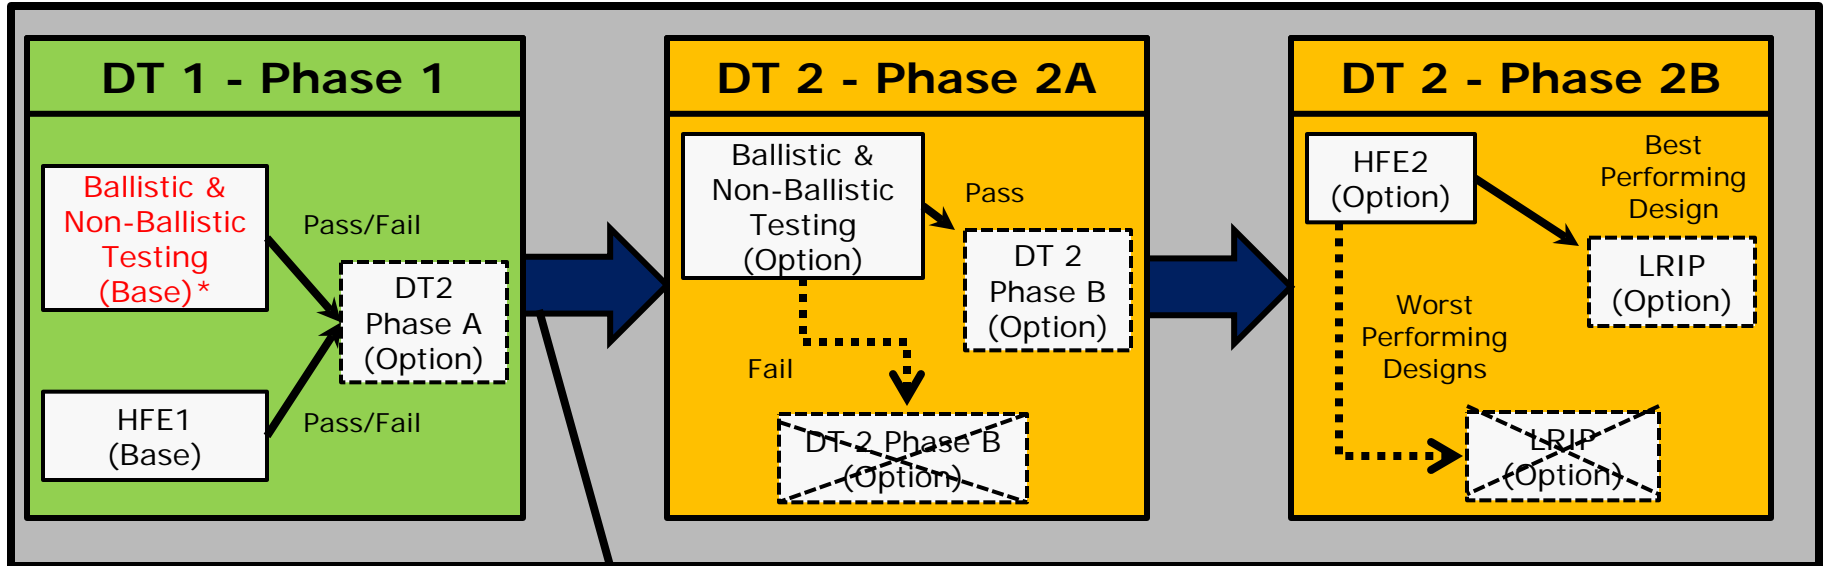 DT 1 - Phase 1
Ballistic &
Non-Ballistic
Testing
(Base)*
Pass/Fail
DT2
Phase A
(Option)
HFE1
(Base)
Pass/Fail
DT 2 - Phase 2A
Ballistic &
Non-Ballistic
Testing
(Option)
Pass
DT 2
Phase B
(Option)
Fail
DT 2 Phase B
(Option)
DT 2 - Phase 2B
HFE2
(Option)
Best
Performing
Design
LRIP
(Option)
Worst
Performing
Designs
LRIP
(Option)